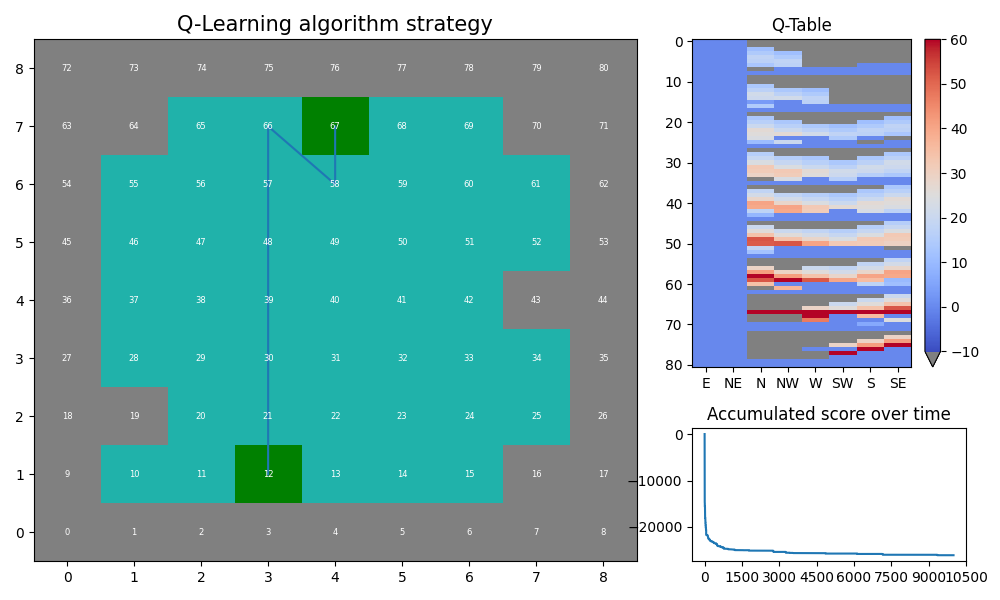 Q-Learning algorithm strategy
8 72 73 74 75 76 77 78 79 80
7 63 64 65 66 67 68 69 70 71
6 54 55 56 57 58 59 60 61 62
5 45 46 47 48 49 50 51 52 53
4 36 37 38 39 40 41 42 43 44
3 27 28 29 30 31 32 33 34 35
2 18 19 20 21 22 23 24 25 26
1 9 10 11 12 13 14 15 16 17
0 0 1 2 3 4 5 6 7 8
0 1 2 3 4 5 6 7 8
Q-Table
0
10
20
30
40
50
60
70
80
E NE N NW W SW S SE
60
50
40
30
20
10
0
−10
Accumulated score over time
0
−10000
−20000
0 1500 3000 4500 6000 7500 9000 10500